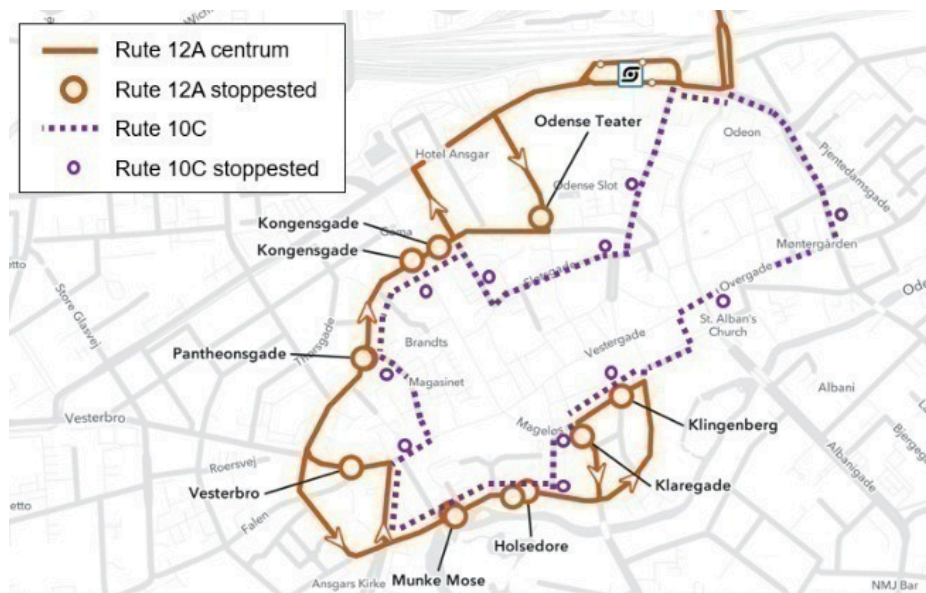 Rute 12A centrum
Rute 12A stoppested
Rute 10C
Rute 10C stoppested
Odense Teater
Hotel Ansgar
Odeon
Pjentedamsgade
Odense Slot
Kongensgade
Kongensgade
Slotsgade
Møntergården
Overgade
Store Glasvej
Thorsgade
St. Alban's
Church
Vestergade
Brandts
Pantheonsgade
Magasinet
Albani
Vesterbro
Mageløs
Klingenberg
Albanigade
Roersvej
Vesterbro
Klaregade
Falen
Holsedore
Ansgars Kirke
Munke Mose
NMJ Bar